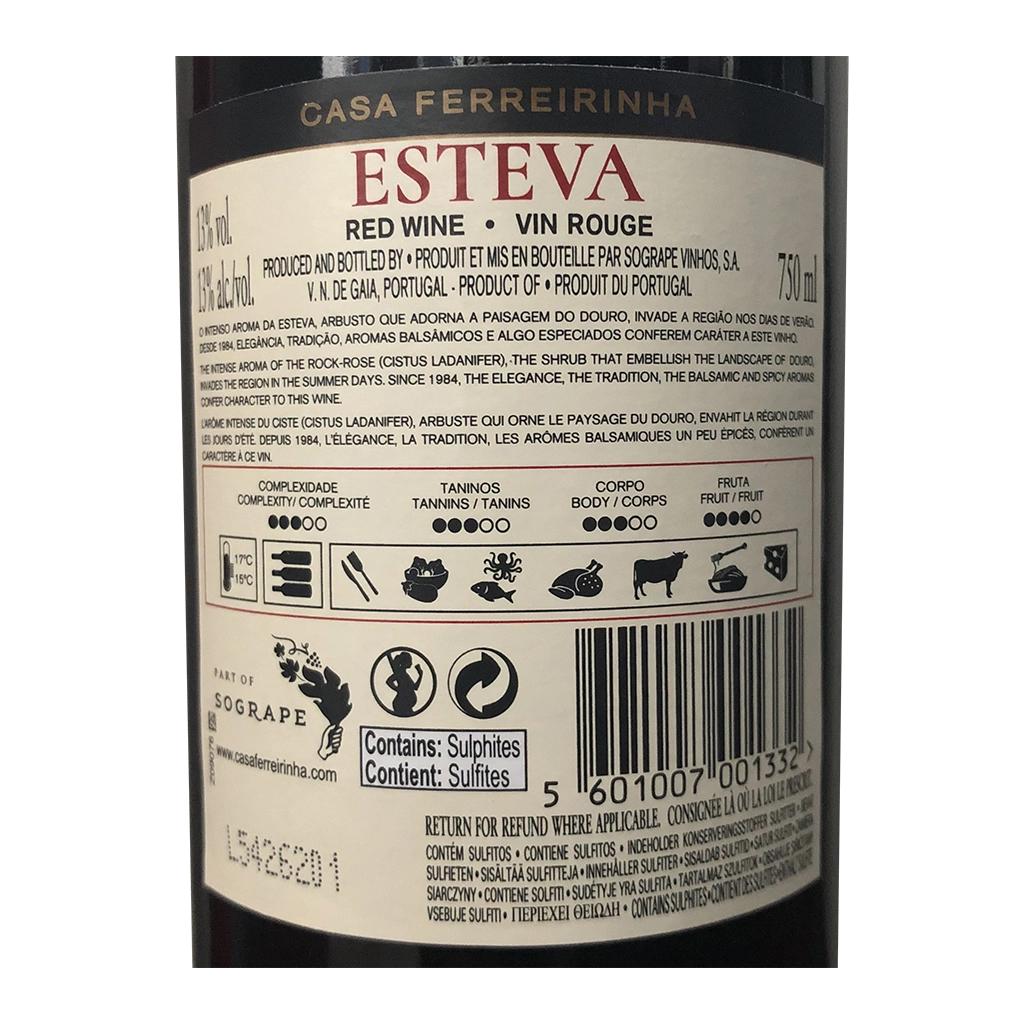 CASA FERREIRINHA
ESTEVA
RED WINE • VIN ROUGE
13% vol.
13% alc./vol.
PRODUCED AND BOTTLED BY • PRODUIT ET MIS EN BOUTEILLE PAR SOGRAPE VINHOS, S.A.
V. N. DE GAIA, PORTUGAL - PRODUCT OF • PRODUIT DU PORTUGAL
750 ml
O INTENSO AROMA DA ESTEVA, ARBUSTO QUE ADORNA A PAISAGEM DO DOURO, INVADE A REGIÃO NOS DIAS DE VERÃO.
DESDE 1984, ELEGÂNCIA, TRADIÇÃO, AROMAS BALSÂMICOS E ALGO ESPECIADOS CONFEREM CARÁTER A ESTE VINHO.
THE INTENSE AROMA OF THE ROCK-ROSE (CISTUS LADANIFER), THE SHRUB THAT EMBELLISH THE LANDSCAPE OF DOURO,
INVADES THE REGION IN THE SUMMER DAYS. SINCE 1984, THE ELEGANCE, THE TRADITION, THE BALSAMIC AND SPICY AROMAS
CONFER CHARACTER TO THIS WINE.
L'ARÔME INTENSE DU CISTE (CISTUS LADANIFER), ARBUSTE QUI ORNE LE PAYSAGE DU DOURO, ENVAHIT LA RÉGION DURANT
LES JOURS D'ÉTÉ. DEPUIS 1984, L'ÉLÉGANCE, LA TRADITION, LES ARÔMES BALSAMIQUES UN PEU ÉPICÉS, CONFÈRENT UN
CARACTÈRE À CE VIN.
COMPLEXIDADE
COMPLEXITY / COMPLEXITÉ
TANINOS
TANNINS / TANINS
CORPO
BODY / CORPS
FRUTA
FRUIT / FRUIT
17°C
15°C
PART OF
SOGRAPE
www.casaferreirinha.com
Z09076
Contains: Sulphites
Contient: Sulfites
5 601007 001332 >
L5426201
RETURN FOR REFUND WHERE APPLICABLE. CONSIGNÉE LÀ OÙ LA LOI LE PRESCRIT.
CONTÉM SULFITOS • CONTIENE SULFITOS • INDEHOLDER KONSERVERINGSSTOFFER SULFITTER •
SULFIETEN • SISÄLTÄÄ SULFIITTEJA • INNEHÅLLER SULFITER • SISALDAB SULFITID • SATUR SULFĪTI •
SIARCZYNY • CONTIENE SOLFITI • SUDĖTYJE YRA SULFITA • TARTALMAZ SZULFITOK •
VSEBUJE SULFITI • ΠΕΡΙΕΧΕΙ ΘΕΙΩΔΗ • CONTAINS SULPHITES • CONTIENT DES SULFITES •